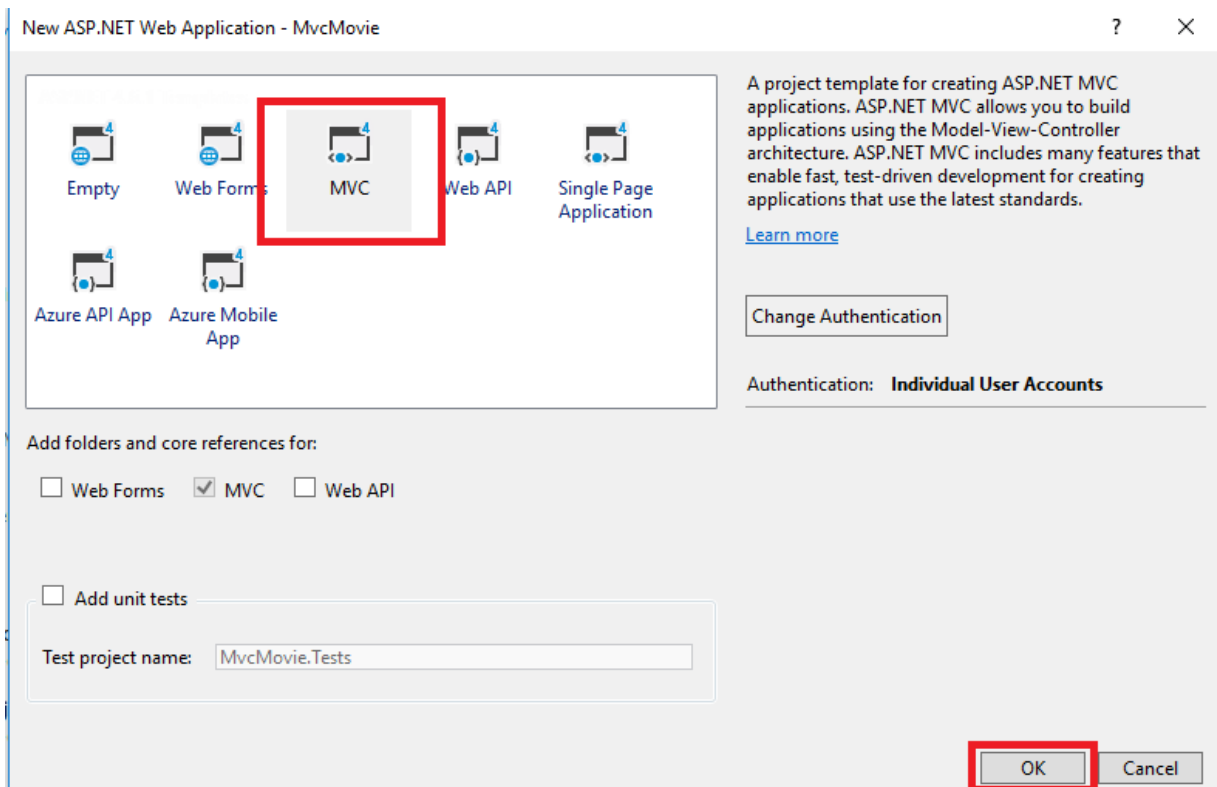 New ASP.NET Web Application - MvcMovie
? ×
Empty
Web Forms
MVC
Web API
Single Page
Application
Azure API App
Azure Mobile
App
A project template for creating ASP.NET MVC
applications. ASP.NET MVC allows you to build
applications using the Model-View-Controller
architecture. ASP.NET MVC includes many features that
enable fast, test-driven development for creating
applications that use the latest standards.
Learn more
Change Authentication
Authentication: Individual User Accounts
Add folders and core references for:
Web Forms MVC Web API
Add unit tests
Test project name: MvcMovie.Tests
OK Cancel